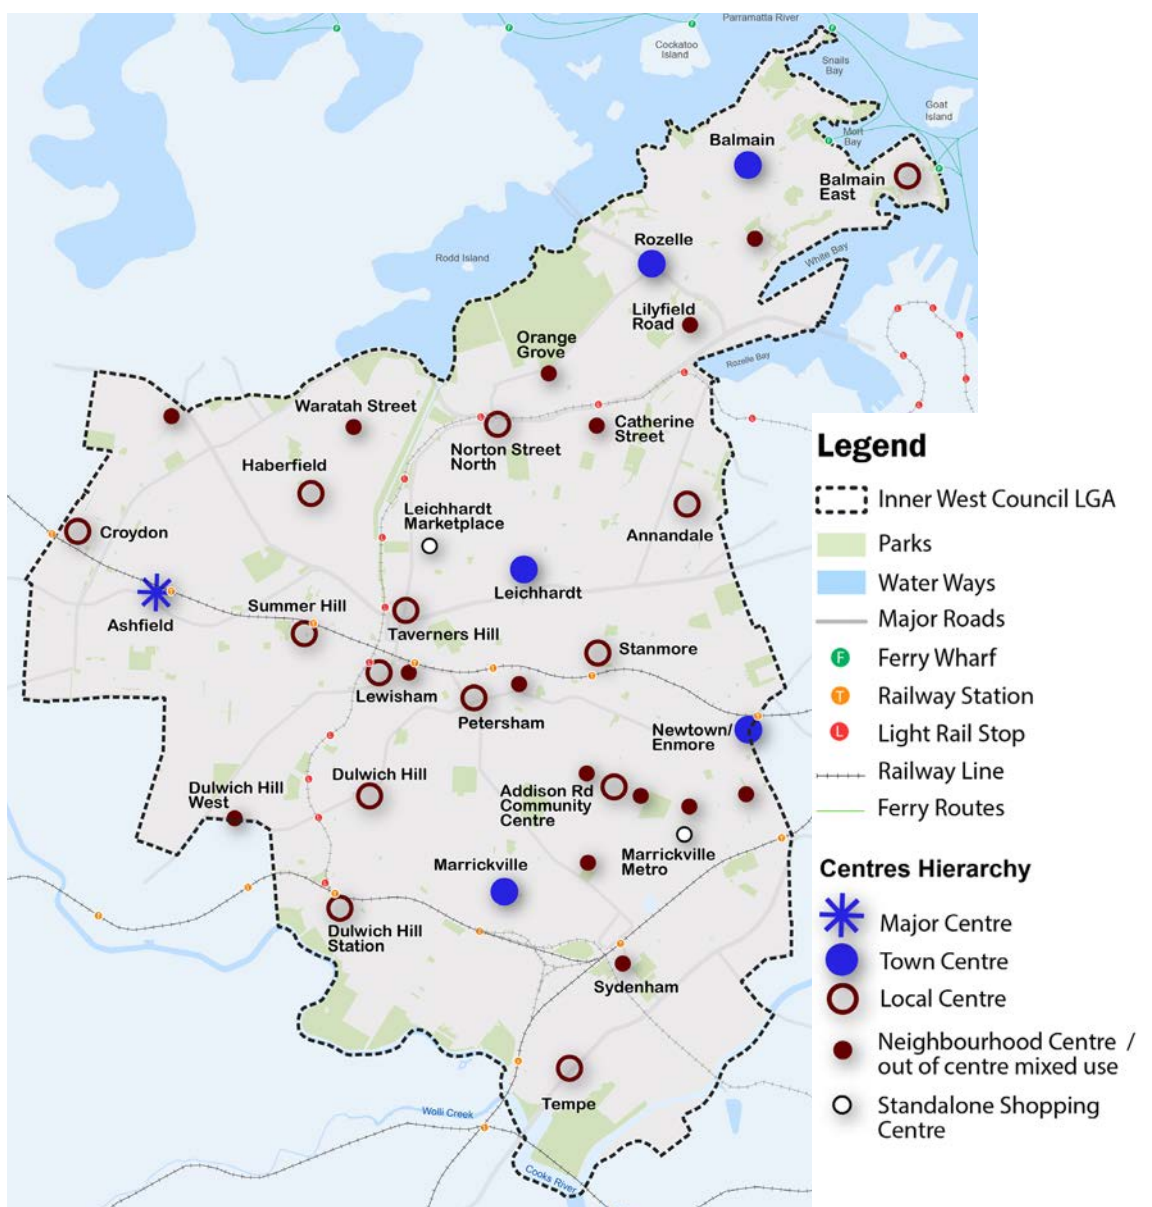 Parramatta River
Cockatoo
Island
Snails
Bay
Goat
Island
Mort
Bay
Balmain
Balmain
East
Rozelle
White Bay
Rodd Island
Lilyfield
Road
Orange
Grove
Rozelle Bay
Waratah Street
Catherine
Street
Norton Street
North
Haberfield
Leichhardt
Marketplace
Croydon
Annandale
Leichhardt
Ashfield
Summer Hill
Taverners Hill
Stanmore
Lewisham
Petersham
Newtown/
Enmore
Dulwich Hill
Dulwich Hill
West
Addison Rd
Community
Centre
Marrickville
Metro
Marrickville
Dulwich Hill
Station
Sydenham
Tempe
Wolli Creek
Cooks River
Legend
Inner West Council LGA
Parks
Water Ways
Major Roads
F Ferry Wharf
T Railway Station
L Light Rail Stop
Railway Line
Ferry Routes
Centres Hierarchy
Major Centre
Town Centre
Local Centre
Neighbourhood Centre /
out of centre mixed use
Standalone Shopping
Centre